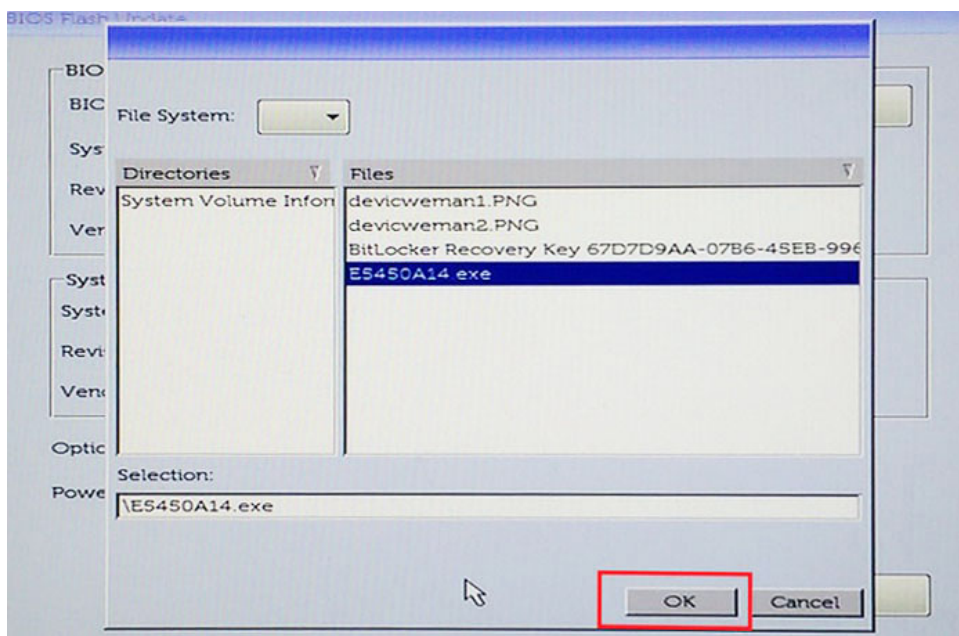 BIOS Flash Update
BIO
BIC
File System:
Sys
Directories
Files
Rev
System Volume Infor
devicweman1.PNG
Ver
devicweman2.PNG
BitLocker Recovery Key 67D7D9AA-07B6-45EB-996
Syst
E5450A14.exe
Syste
Revi
Vend
Optio
Selection:
Powe
\E5450A14.exe
OK
Cancel